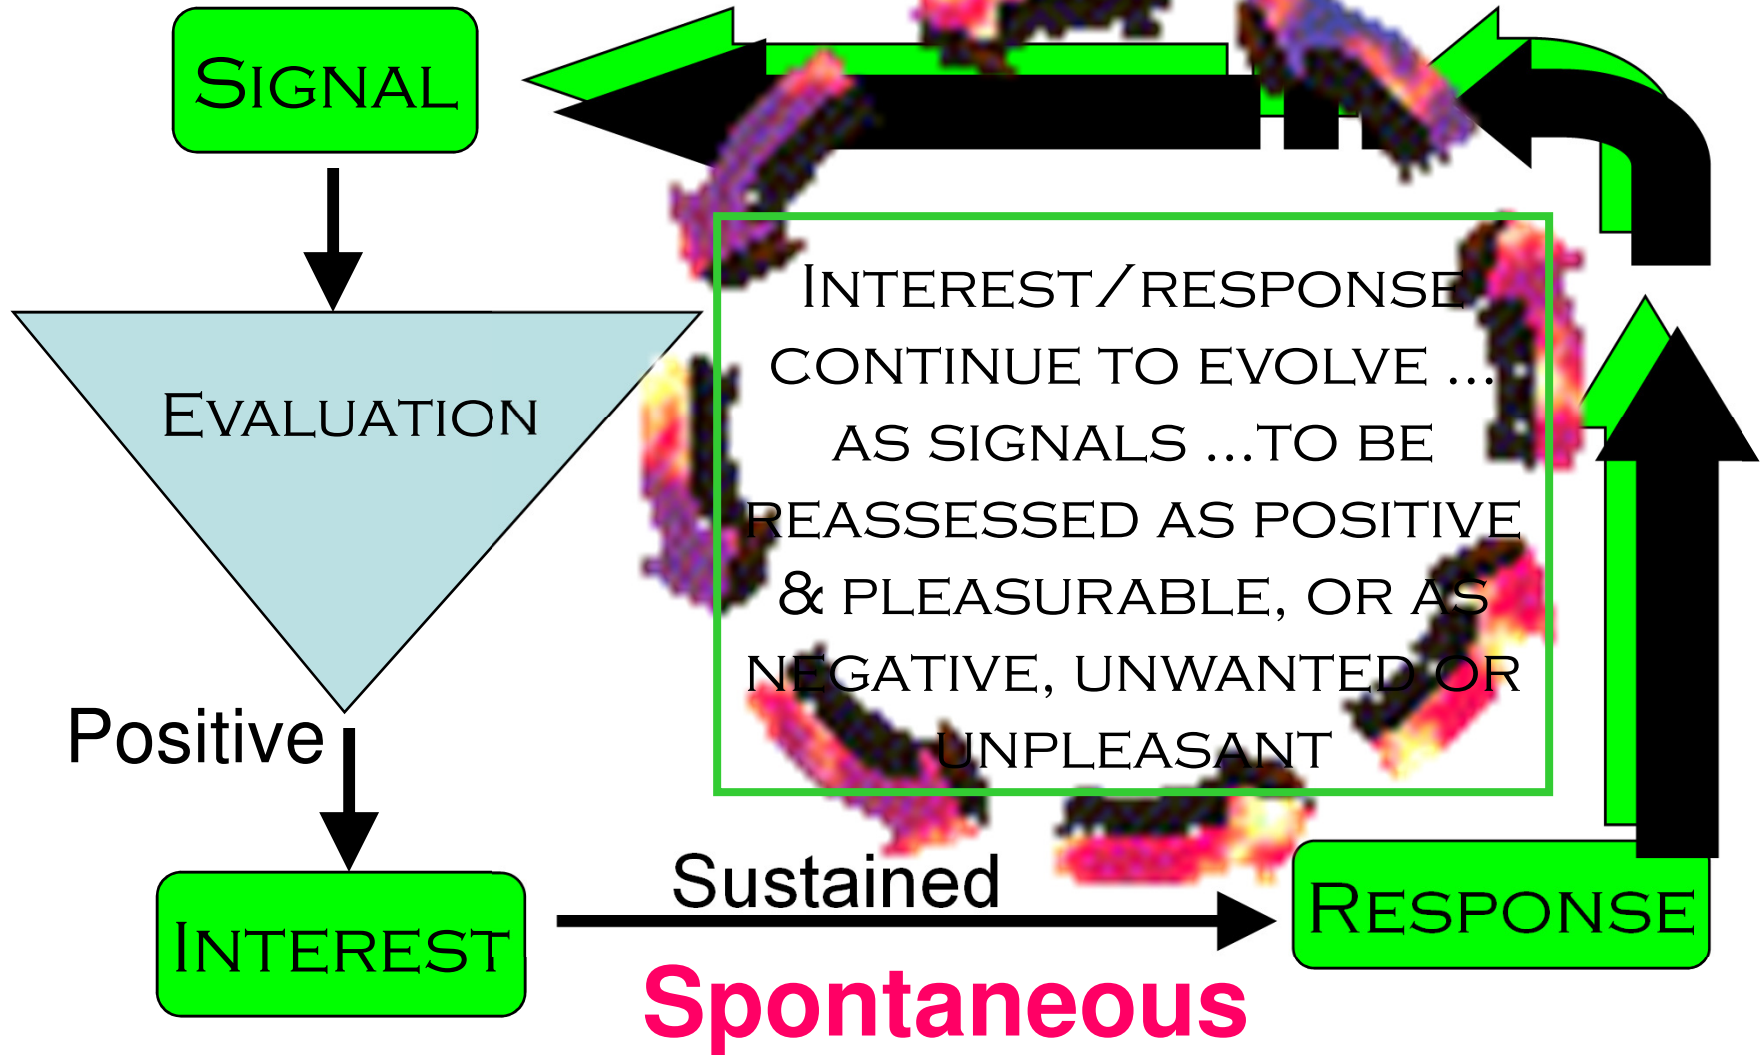 SIGNAL
EVALUATION
INTEREST/RESPONSE
CONTINUE TO EVOLVE ...
AS SIGNALS ...TO BE
REASSESSED AS POSITIVE
& PLEASURABLE, OR AS
NEGATIVE, UNWANTED OR
UNPLEASANT
Positive
Sustained
INTEREST
RESPONSE
Spontaneous